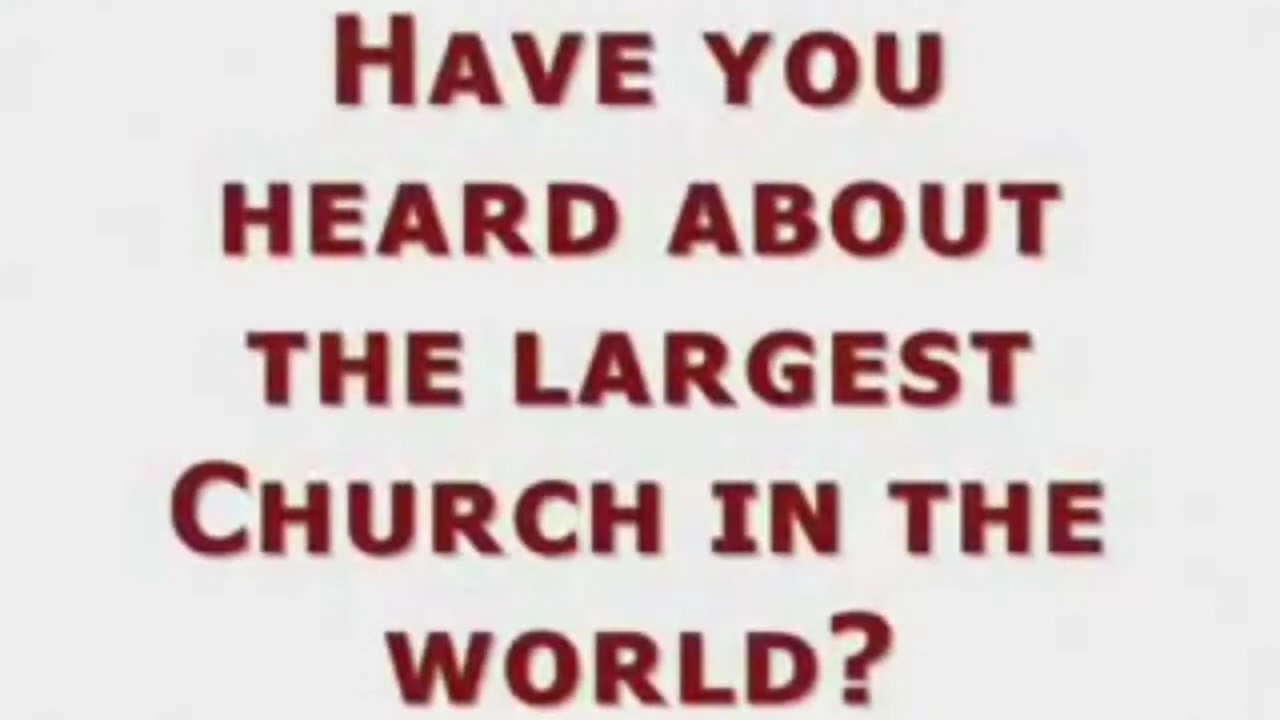 Have you
heard about
the largest
Church in the
world?